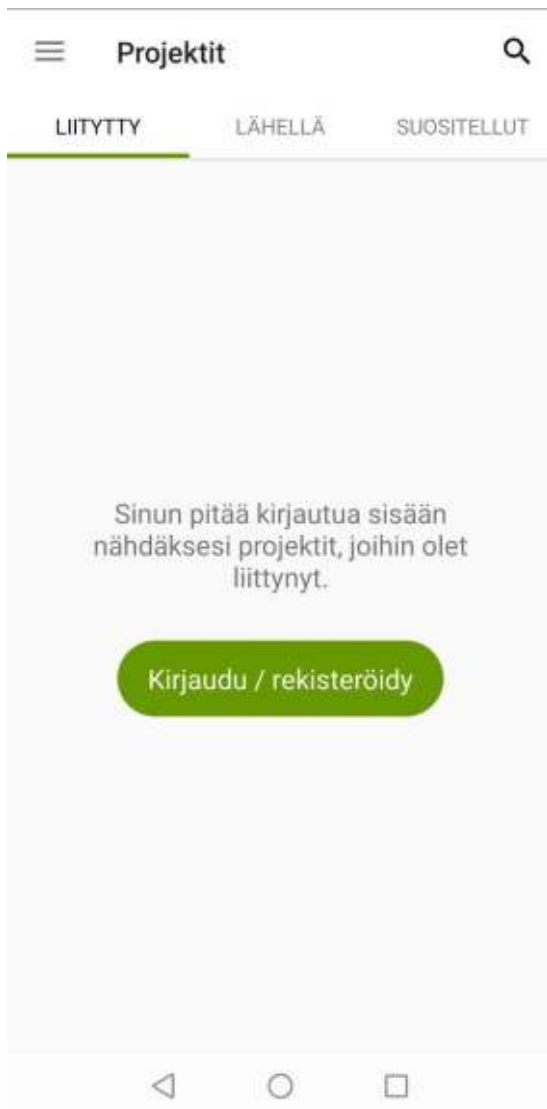 Projektit
LIITYTTY LÄHELLÄ SUOSITELLUT
Sinun pitää kirjautua sisään
nähdäksesi projektit, joihin olet
liittynyt.
Kirjaudu / rekisteröidy